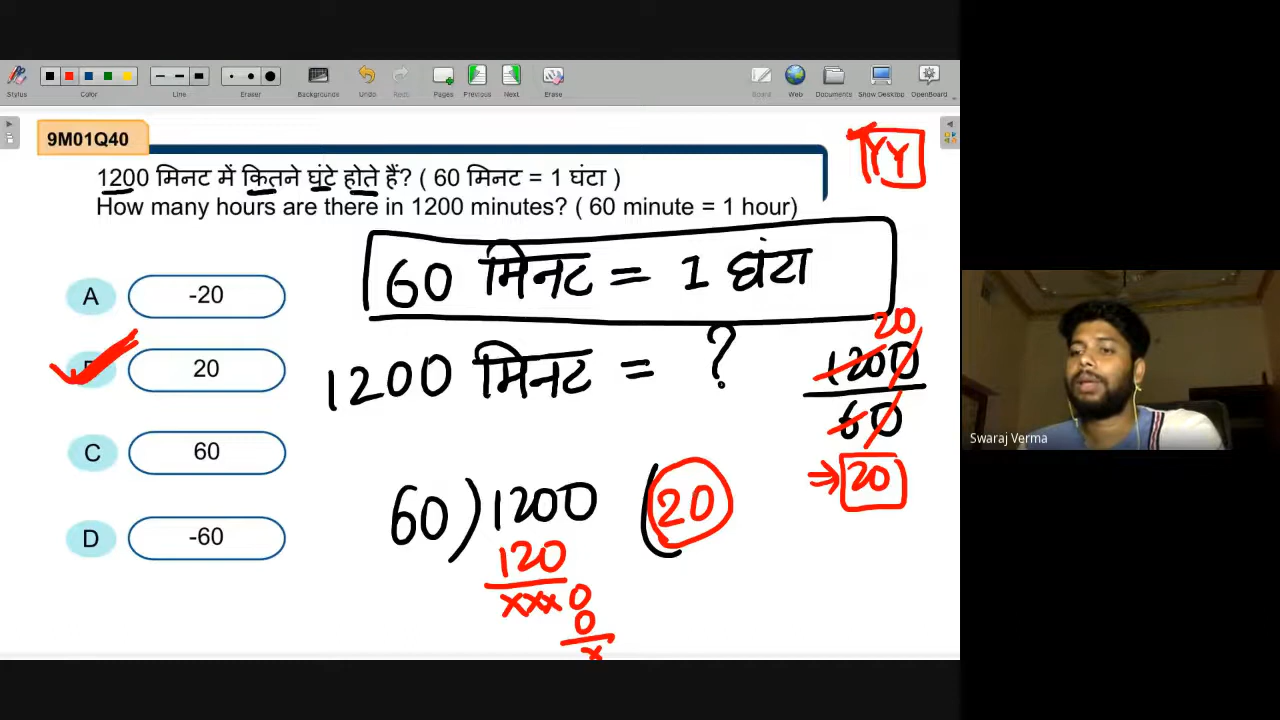 Stylus
Color
Line
Eraser
Backgrounds
Undo
Redo
Pages
Previous
Next
Erase
Board
Web
Documents
Show Desktop
OpenBoard
9M01Q40
YY
1200 मिनट में कितने घंटे होते हैं? ( 60 मिनट = 1 घंटा )
How many hours are there in 1200 minutes? ( 60 minute = 1 hour)
A -20
20
C 60
D -60
60 मिनट = 1 घंटा
1200 मिनट = ?
20
1200
60
⇒ 20
60 ) 1200 ( 20
120
xxx0
0
x
Swaraj Verma